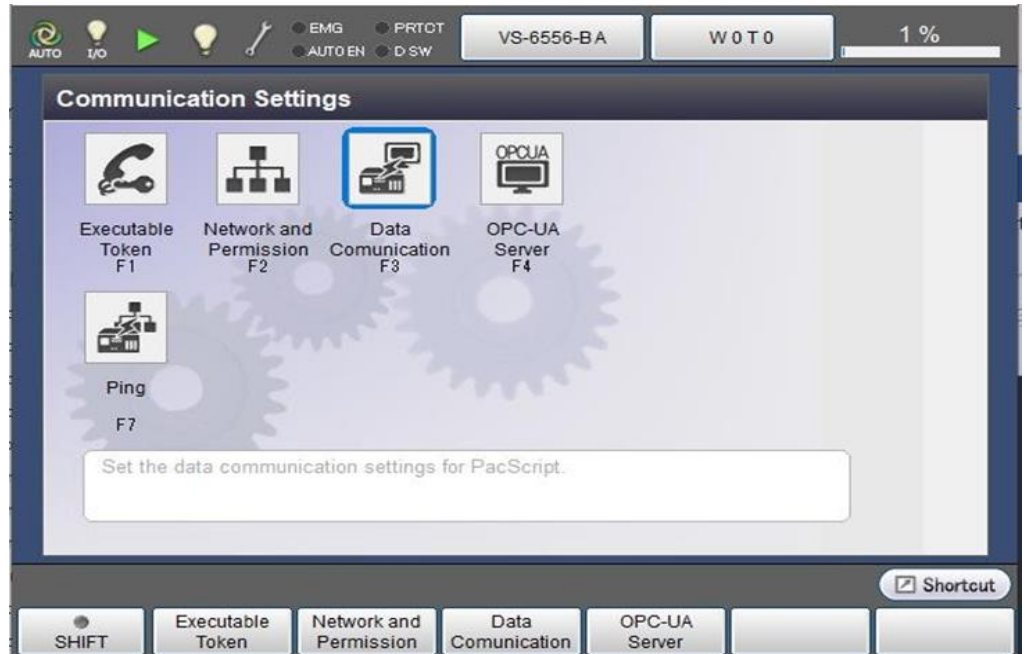 EMG PRTCT
AUTO I/O AUTO EN D SW VS-6556-BA W 0 T 0 1 %
Communication Settings
OPCUA
Executable Network and Data OPC-UA
Token Permission Comunication Server
F1 F2 F3 F4
Ping
F7
Set the data communication settings for PacScript.
Shortcut
SHIFT Executable Network and Data OPC-UA
Token Permission Comunication Server